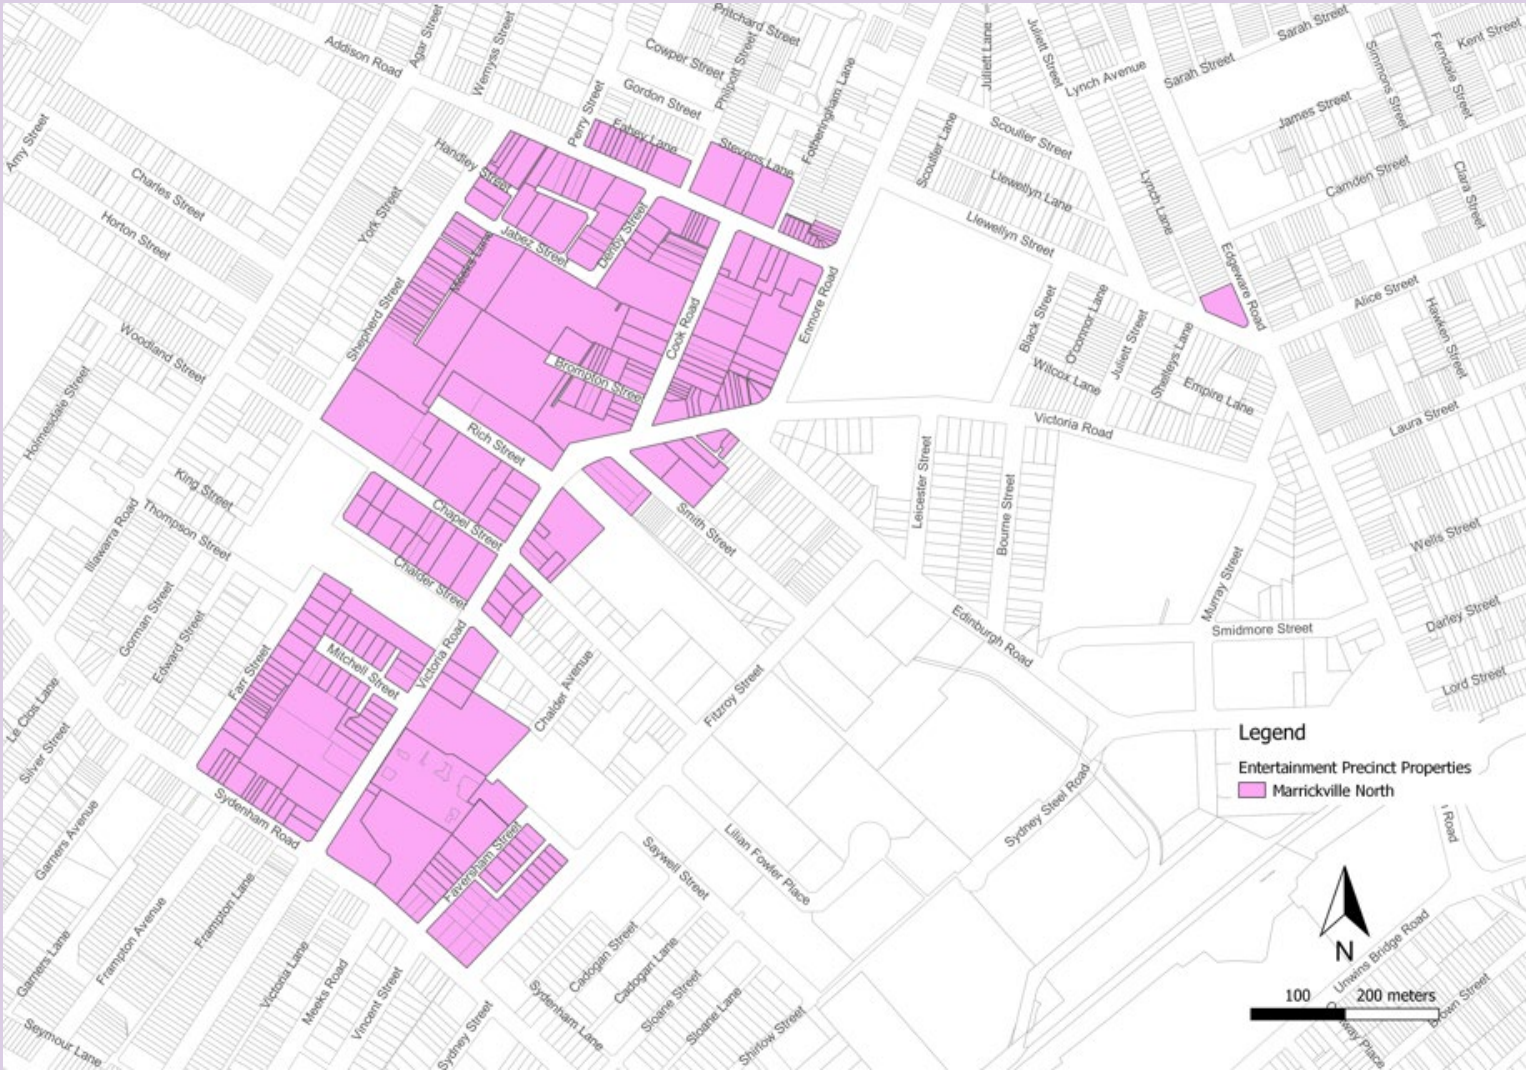 Pritchard Street
Agar Street
Wemyss Street
Addison Road
Cowper Street
Philpott Street
Gordon Street
Perry Street
Fotheringham Lane
Juliett Lane
Juliett Street
Lynch Avenue
Sarah Street
Sarah Street
Simmons Street
Ferndale Street
Kent Street
James Street
Amy Street
Handley Street
Fabey Lane
Stevens Lane
Scouller Street
Scouller Lane
Llewellyn Lane
Llewellyn Street
Lynch Lane
Camden Street
Clara Street
Charles Street
Horton Street
York Street
Jabez Street
Denby Street
Meeks Lane
Shepherd Street
Cook Road
Enmore Road
Edgeware Road
Alice Street
Hawken Street
Black Street
O'connor Lane
Juliett Street
Shelleys Lane
Wilcox Lane
Empire Lane
Woodland Street
Holmesdale Street
Brompton Street
Victoria Road
Laura Street
Rich Street
King Street
Thompson Street
Illawarra Road
Chapel Street
Smith Street
Leicester Street
Bourne Street
Wells Street
Chalder Street
Gorman Street
Edward Street
Murray Street
Darley Street
Edinburgh Road
Smidmore Street
Farr Street
Mitchell Street
Victoria Road
Chalder Avenue
Fitzroy Street
Lord Street
Le Clos Lane
Silver Street
Legend
Entertainment Precinct Properties
Marrickville North
Sydenham Road
Garners Avenue
Faversham Street
Saywell Street
Lilian Fowler Place
Sydney Steel Road
Road
Frampton Avenue
Frampton Lane
Garners Lane
Victoria Lane
Meeks Road
Vincent Street
Sydney Street
Seymour Lane
Sydenham Lane
Cadogan Street
Cadogan Lane
Sloane Street
Sloane Lane
Shirlow Street
N
Unwins Bridge Road
100 200 meters
Brown Street
Place